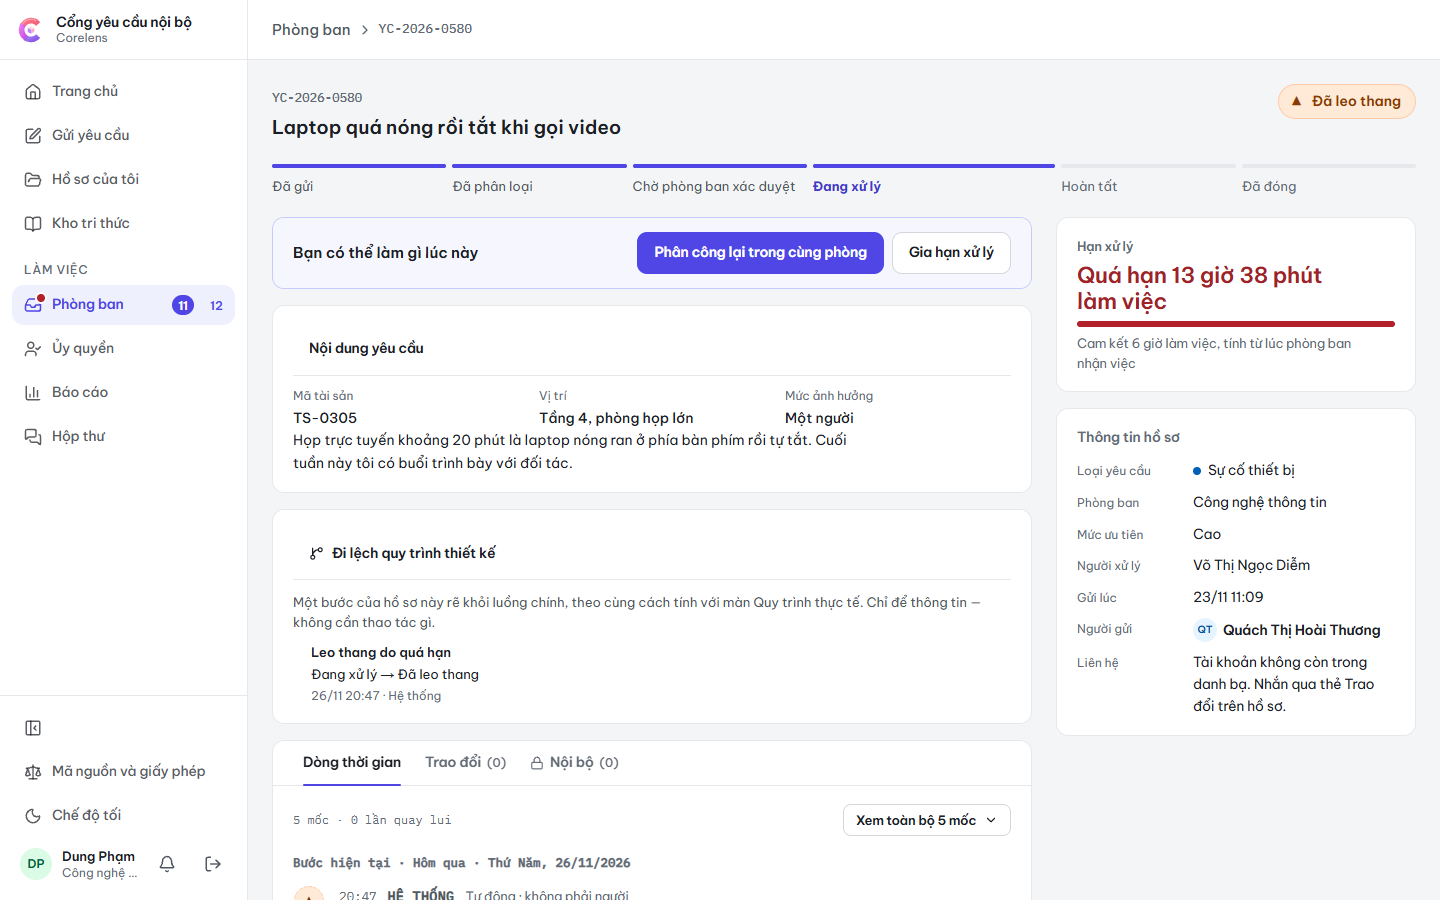 Cổng yêu cầu nội bộ
Corelens
Phòng ban > YC-2026-0580
Trang chủ
Gửi yêu cầu
Hồ sơ của tôi
Kho tri thức
LÀM VIỆC
Phòng ban 11 12
Ủy quyền
Báo cáo
Hộp thư
Mã nguồn và giấy phép
Chế độ tối
DP Dung Phạm
Công nghệ ...
YC-2026-0580
Laptop quá nóng rồi tắt khi gọi video
▲ Đã leo thang
Đã gửi
Đã phân loại
Chờ phòng ban xác duyệt
Đang xử lý
Hoàn tất
Đã đóng
Bạn có thể làm gì lúc này
Phân công lại trong cùng phòng
Gia hạn xử lý
Nội dung yêu cầu
Mã tài sản Vị trí Mức ảnh hưởng
TS-0305 Tầng 4, phòng họp lớn Một người
Họp trực tuyến khoảng 20 phút là laptop nóng ran ở phía bàn phím rồi tự tắt. Cuối
tuần này tôi có buổi trình bày với đối tác.
Đi lệch quy trình thiết kế
Một bước của hồ sơ này rẽ khỏi luồng chính, theo cùng cách tính với màn Quy trình thực tế. Chỉ để thông tin —
không cần thao tác gì.
Leo thang do quá hạn
Đang xử lý → Đã leo thang
26/11 20:47 · Hệ thống
Dòng thời gian
Trao đổi (0)
Nội bộ (0)
5 mốc · 0 lần quay lui
Xem toàn bộ 5 mốc
Bước hiện tại · Hôm qua · Thứ Năm, 26/11/2026
20:47 HỆ THỐNG Tự động · không phải người
Hạn xử lý
Quá hạn 13 giờ 38 phút
làm việc
Cam kết 6 giờ làm việc, tính từ lúc phòng ban
nhận việc
Thông tin hồ sơ
Loại yêu cầu Sự cố thiết bị
Phòng ban Công nghệ thông tin
Mức ưu tiên Cao
Người xử lý Võ Thị Ngọc Diễm
Gửi lúc 23/11 11:09
Người gửi QT Quách Thị Hoài Thương
Liên hệ Tài khoản không còn trong
danh bạ. Nhắn qua thẻ Trao
đổi trên hồ sơ.